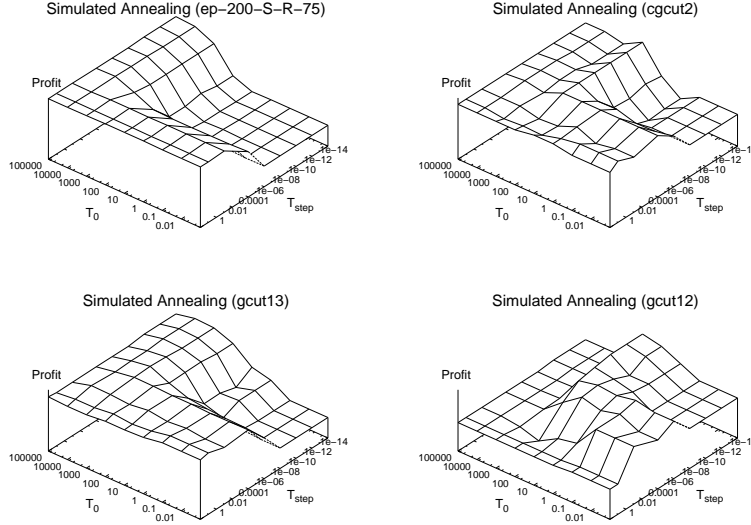 Simulated Annealing (ep−200−S−R−75)
Profit
100000
10000
1000
100
10
1
0.1
0.01
T0
1
0.01
0.0001
1e−06
1e−08
1e−10
1e−12
1e−14
Tstep
Simulated Annealing (cgcut2)
Profit
100000
10000
1000
100
10
1
0.1
0.01
T0
1
0.01
0.0001
1e−06
1e−08
1e−10
1e−12
1e−1
Tstep
Simulated Annealing (gcut13)
Profit
100000
10000
1000
100
10
1
0.1
0.01
T0
1
0.01
0.0001
1e−06
1e−08
1e−10
1e−12
1e−14
Tstep
Simulated Annealing (gcut12)
Profit
100000
10000
1000
100
10
1
0.1
0.01
T0
1
0.01
0.0001
1e−06
1e−08
1e−10
1e−12
1e−1
Tstep